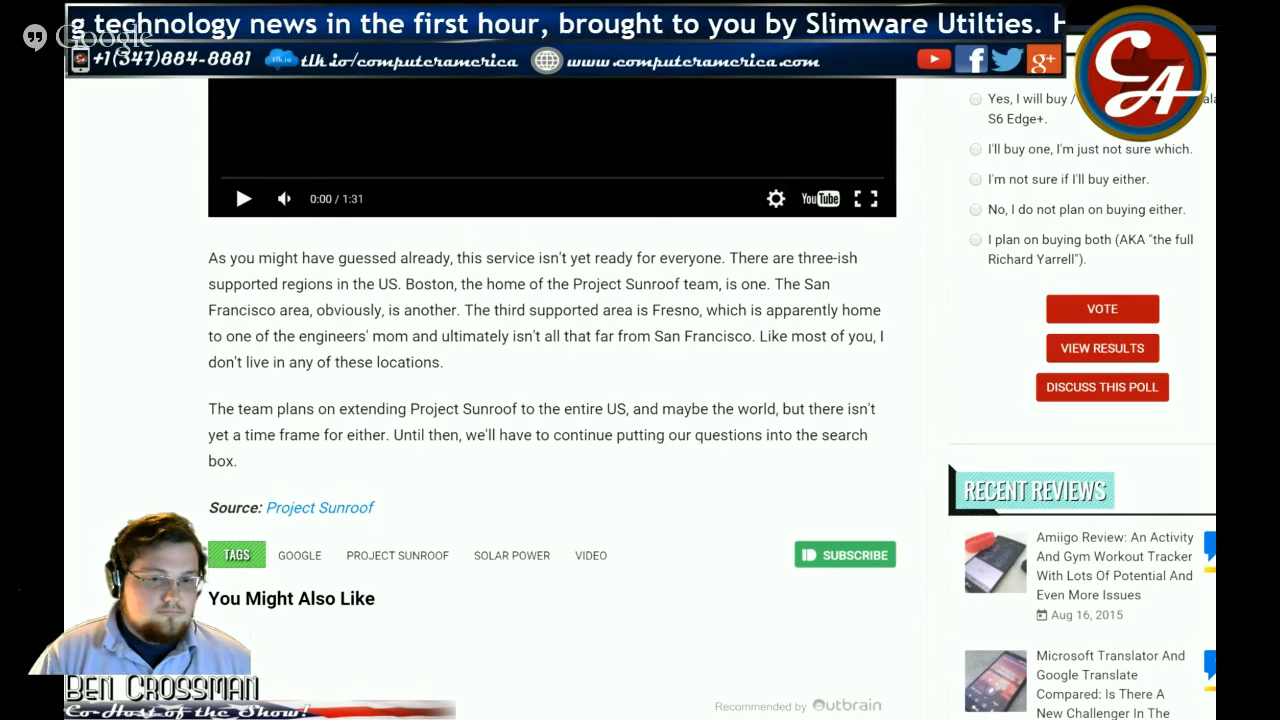 g technology news in the first hour, brought to you by Slimware Utilties. H
Google
+1(347)884-8881 tlk.io tlk.io/computeramerica www.computeramerica.com
f g+
CA
Yes, I will buy /
S6 Edge+.
I'll buy one, I'm just not sure which.
I'm not sure if I'll buy either.
No, I do not plan on buying either.
I plan on buying both (AKA "the full
Richard Yarrell").
VOTE
VIEW RESULTS
DISCUSS THIS POLL
0:00 / 1:31 YouTube
As you might have guessed already, this service isn't yet ready for everyone. There are three-ish
supported regions in the US. Boston, the home of the Project Sunroof team, is one. The San
Francisco area, obviously, is another. The third supported area is Fresno, which is apparently home
to one of the engineers' mom and ultimately isn't all that far from San Francisco. Like most of you, I
don't live in any of these locations.
The team plans on extending Project Sunroof to the entire US, and maybe the world, but there isn't
yet a time frame for either. Until then, we'll have to continue putting our questions into the search
box.
Source: Project Sunroof
TAGS GOOGLE PROJECT SUNROOF SOLAR POWER VIDEO SUBSCRIBE
You Might Also Like
Recommended by Outbrain
RECENT REVIEWS
Amiigo Review: An Activity
And Gym Workout Tracker
With Lots Of Potential And
Even More Issues
Aug 16, 2015
Microsoft Translator And
Google Translate
Compared: Is There A
New Challenger In The
BEN CROSSMAN
Co-Host of the Show!